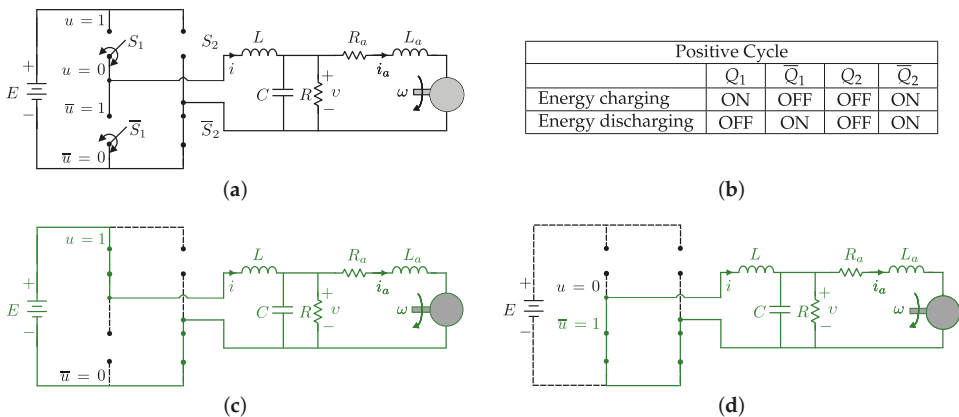 u = 1
S₁
S₂
L
Rₐ
Lₐ
+
u = 0
i
iₐ
+
E
ω
ū = 1
C
R
v
−
−
S̅₁
S̅₂
ū = 0
(a)
Positive Cycle
Q₁ Q̅₁ Q₂ Q̅₂
Energy charging ON OFF OFF ON
Energy discharging OFF ON OFF ON
(b)
u = 1
L
Rₐ
Lₐ
+
i
iₐ
+
E
ω
C
R
v
−
−
ū = 0
(c)
L
Rₐ
Lₐ
+
u = 0
i
iₐ
+
E
ω
ū = 1
C
R
v
−
−
(d)